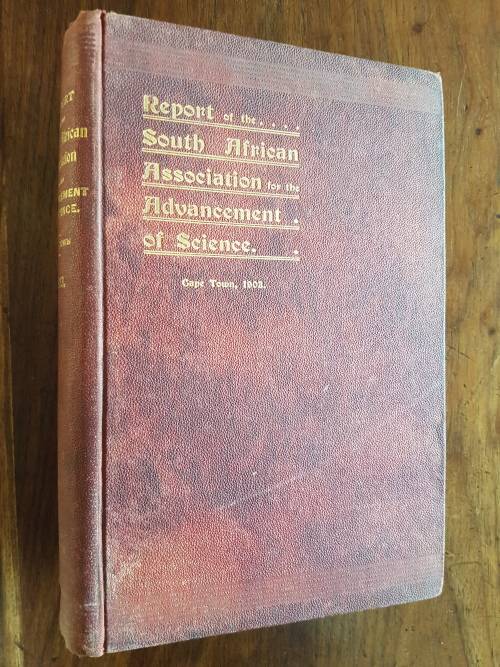 Report of the . . . .
South African
Association for the
Advancement .
of Science. .
Cape Town, 1903.